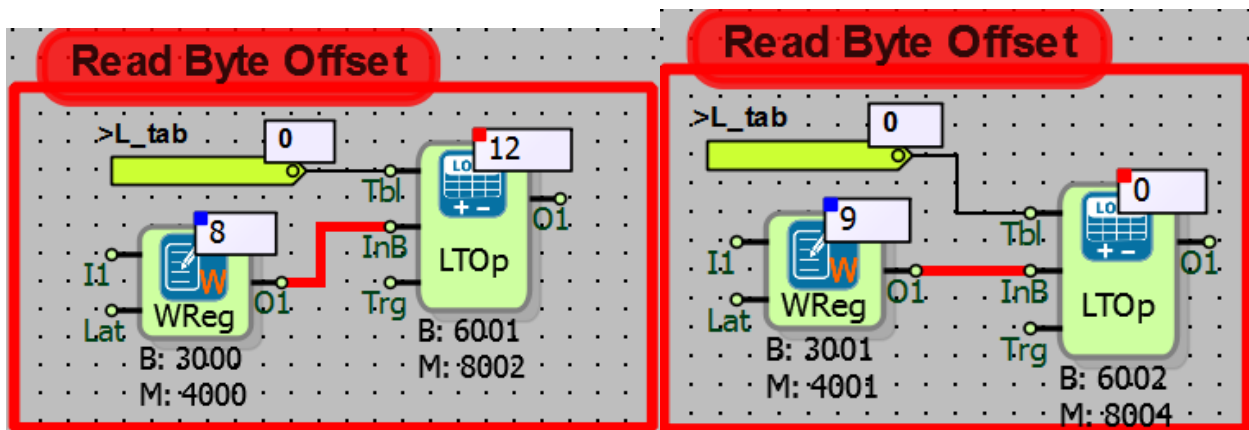 Read Byte Offset
>L_tab
0
12
LO
Tbl
O1
8
InB
LTOp
I1
W
O1
Trg
Lat
WReg
B: 3000
M: 4000
B: 6001
M: 8002
Read Byte Offset
>L_tab
0
0
LO
Tbl
O1
9
I1
W
O1
InB
LTOp
Lat
WReg
Trg
B: 3001
M: 4001
B: 6002
M: 8004